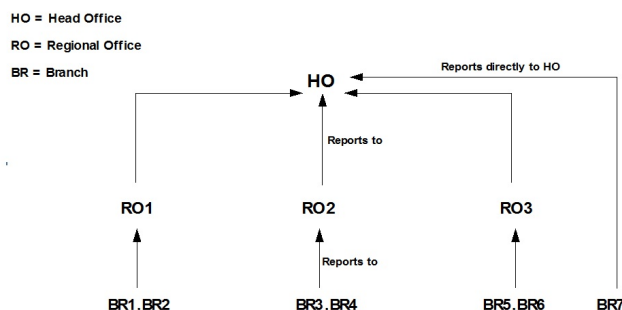 HO = Head Office
RO = Regional Office
BR = Branch
Reports directly to HO
HO
Reports to
RO1
RO2
RO3
Reports to
BR1.BR2
BR3.BR4
BR5.BR6
BR7